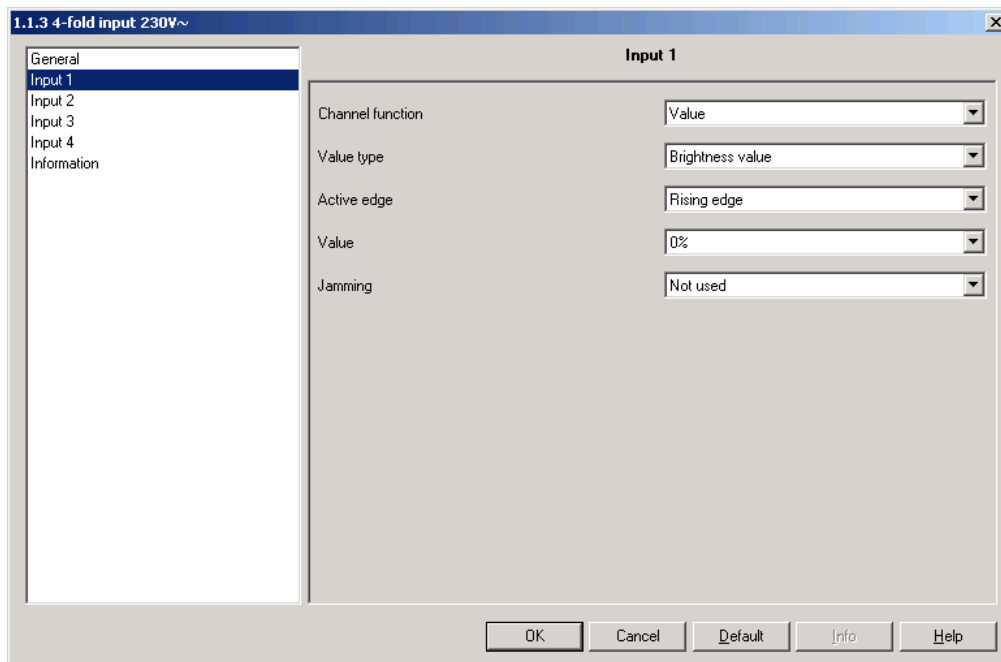 1.1.3 4-fold input 230V~
General
Input 1
Input 2
Input 3
Input 4
Information
Input 1
Channel function Value
Value type Brightness value
Active edge Rising edge
Value 0%
Jamming Not used
OK Cancel Default Info Help